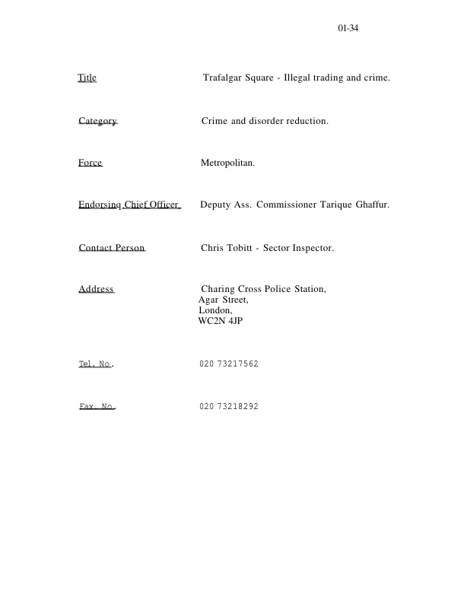 01-34
Title Trafalgar Square - Illegal trading and crime.
Category Crime and disorder reduction.
Force Metropolitan.
Endorsinq Chief Officer Deputy Ass. Commissioner Tarique Ghaffur.
Contact Person Chris Tobitt - Sector Inspector.
Address Charing Cross Police Station,
Agar Street,
London,
WC2N 4JP
Tel. No. 020 73217562
Fax. No. 020 73218292